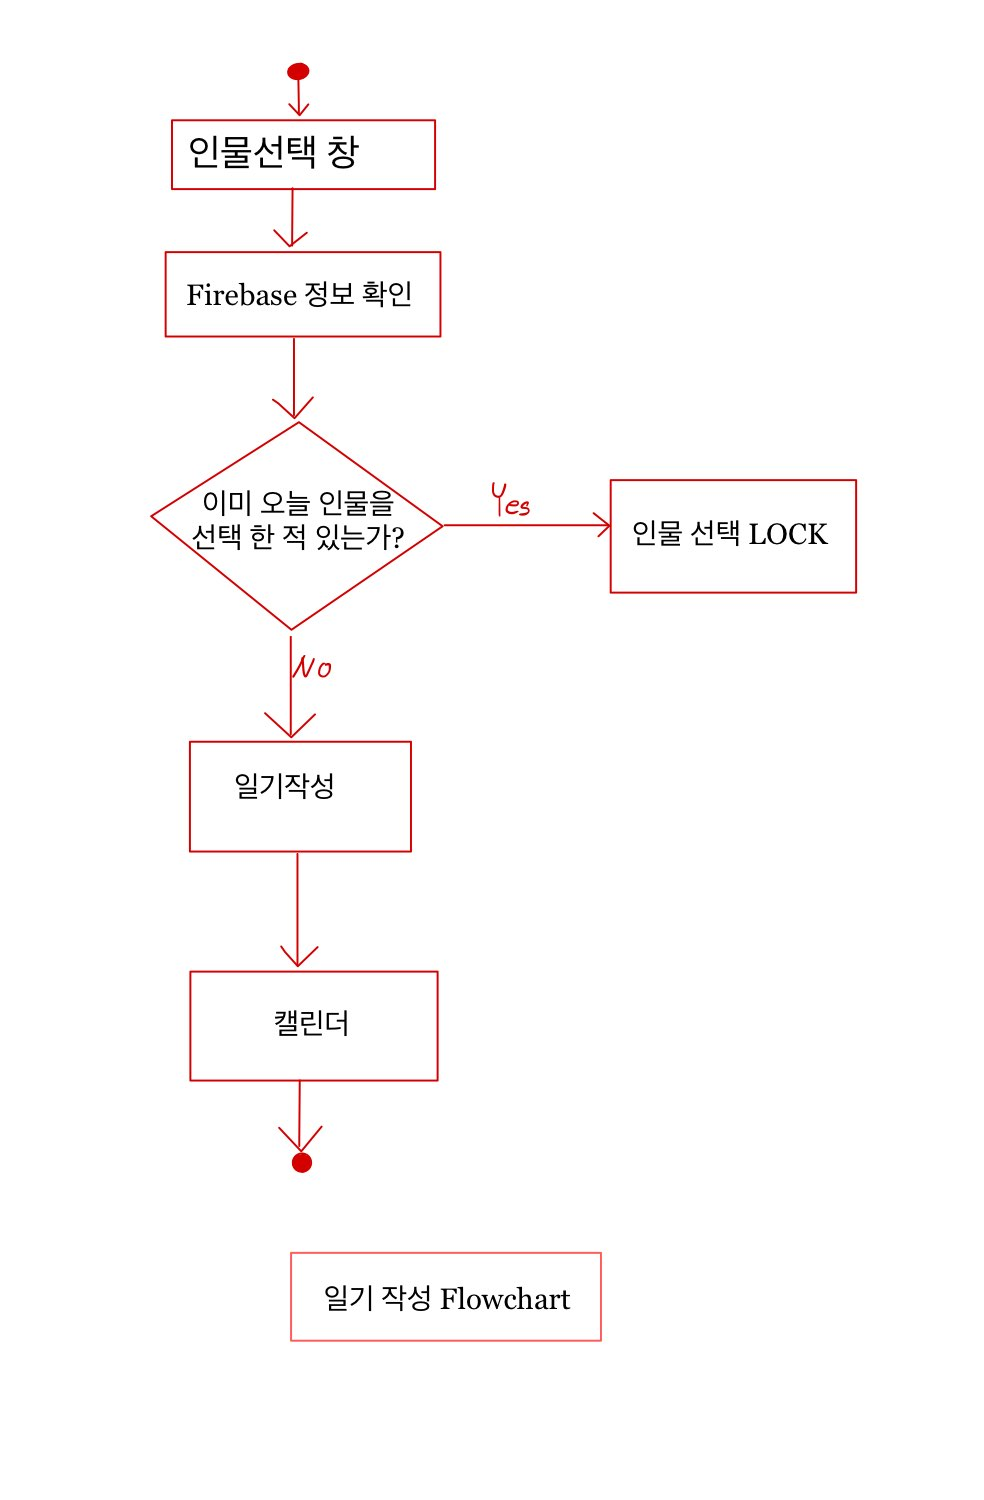 인물선택 창
Firebase 정보 확인
이미 오늘 인물을
선택 한 적 있는가?
Yes
인물 선택 LOCK
No
일기작성
캘린더
일기 작성 Flowchart